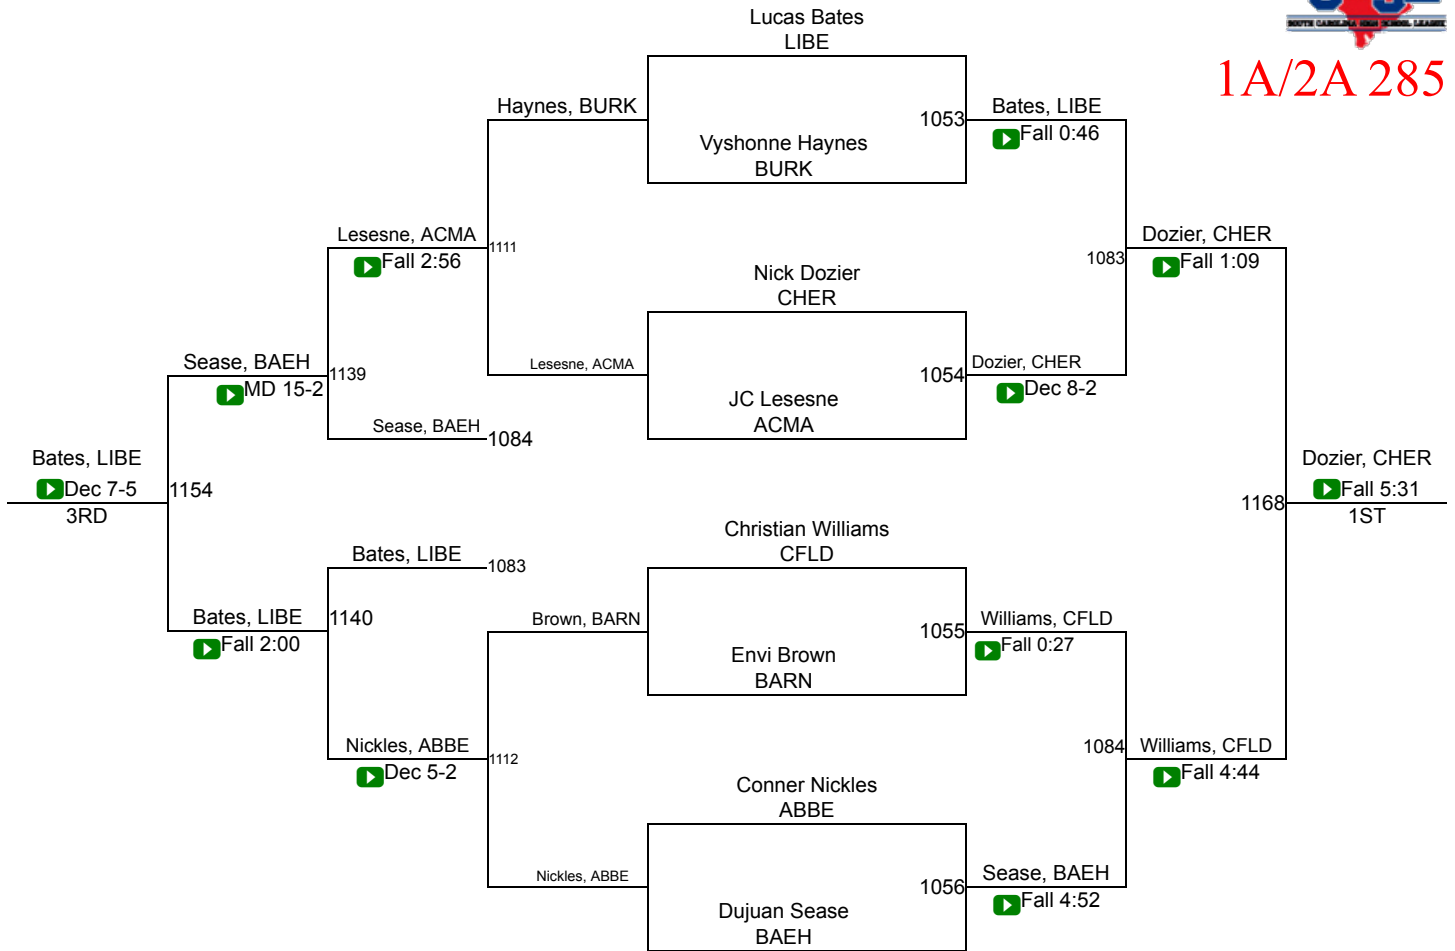 Lucas Bates
LIBE
SOUTH CAROLINA HIGH SCHOOL LEAGUE
1A/2A 285
Haynes, BURK
1053
Bates, LIBE
Fall 0:46
Vyshonne Haynes
BURK
Lesesne, ACMA
Fall 2:56
1111
1083
Dozier, CHER
Fall 1:09
Nick Dozier
CHER
Sease, BAEH
MD 15-2
1139
Lesesne, ACMA
1054
Dozier, CHER
Dec 8-2
JC Lesesne
ACMA
Sease, BAEH
1084
Bates, LIBE
Dec 7-5
3RD
1154
1168
Dozier, CHER
Fall 5:31
1ST
Christian Williams
CFLD
Bates, LIBE
1083
Bates, LIBE
Fall 2:00
1140
Brown, BARN
1055
Williams, CFLD
Fall 0:27
Envi Brown
BARN
Nickles, ABBE
Dec 5-2
1112
1084
Williams, CFLD
Fall 4:44
Conner Nickles
ABBE
Nickles, ABBE
1056
Sease, BAEH
Fall 4:52
Dujuan Sease
BAEH